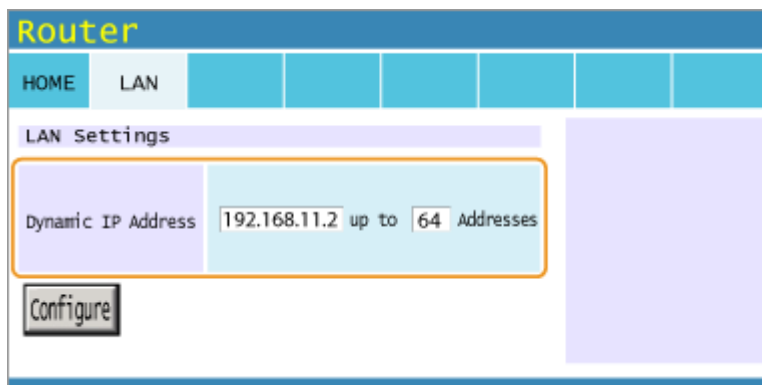 Router
HOME LAN
LAN Settings
Dynamic IP Address 192.168.11.2 up to 64 Addresses
Configure